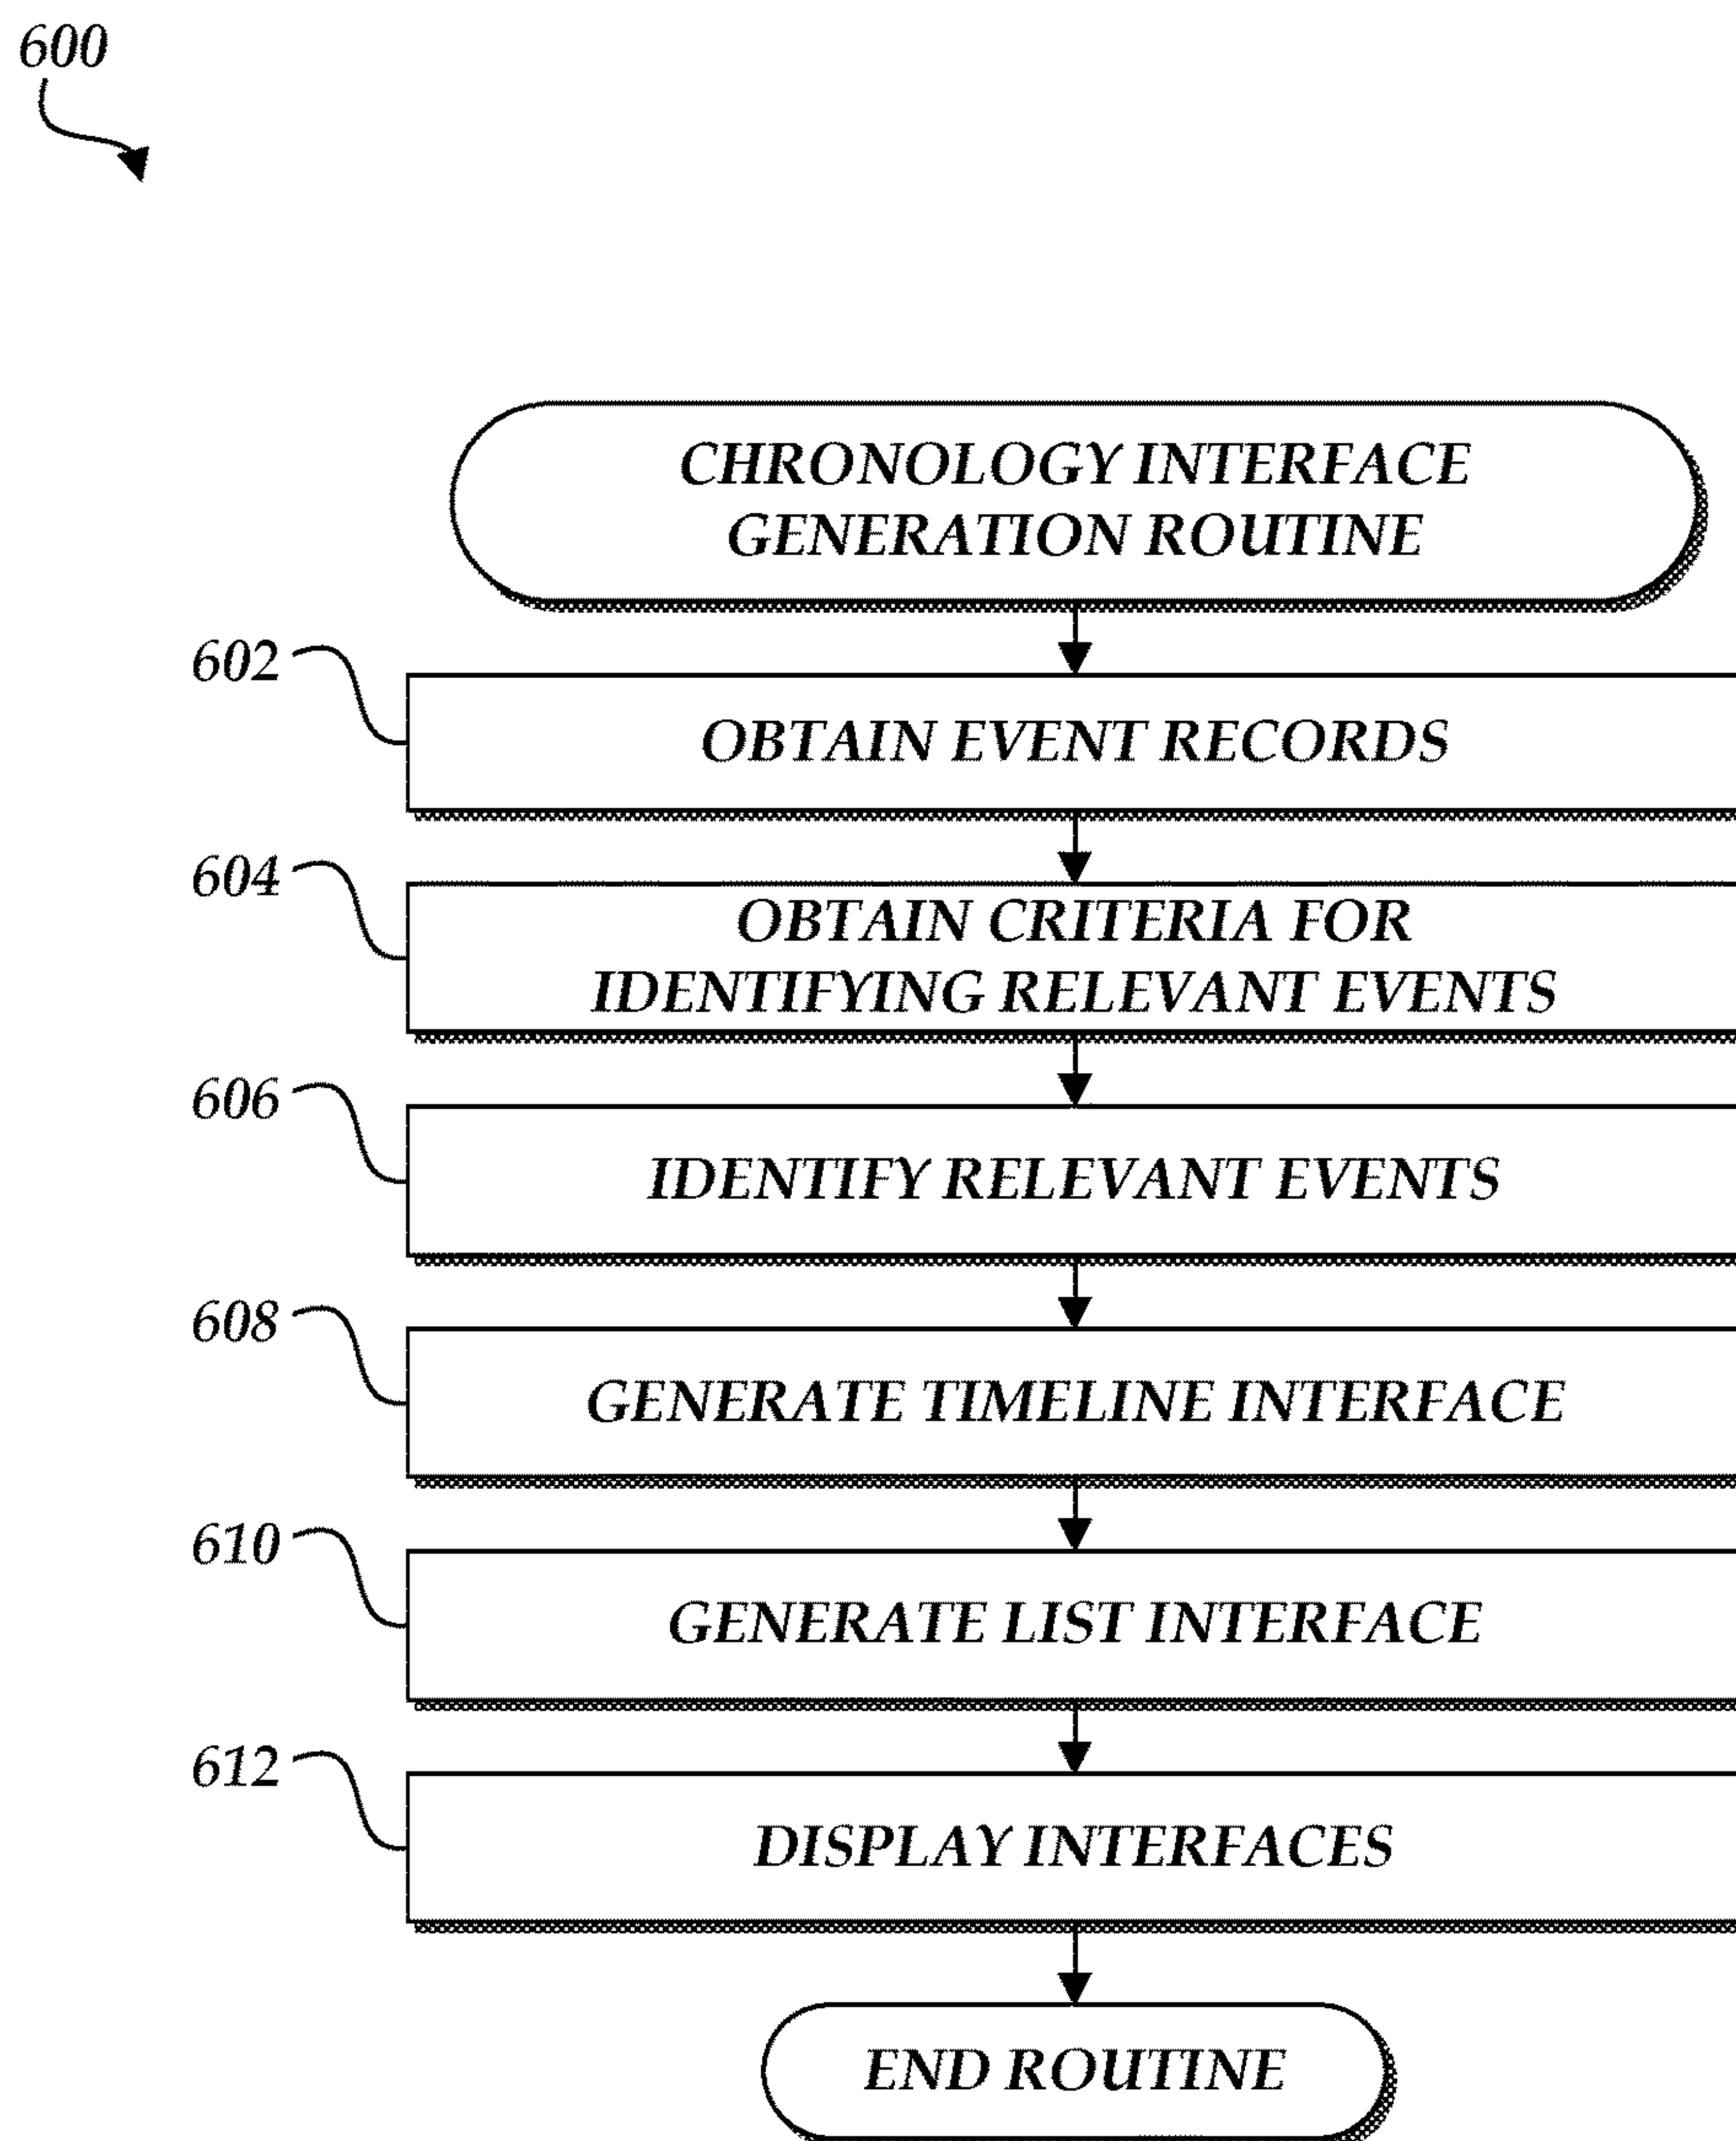 600
CHRONOLOGY INTERFACE
GENERATION ROUTINE
602
OBTAIN EVENT RECORDS
604
OBTAIN CRITERIA FOR
IDENTIFYING RELEVANT EVENTS
606
IDENTIFY RELEVANT EVENTS
608
GENERATE TIMELINE INTERFACE
610
GENERATE LIST INTERFACE
612
DISPLAY INTERFACES
END ROUTINE